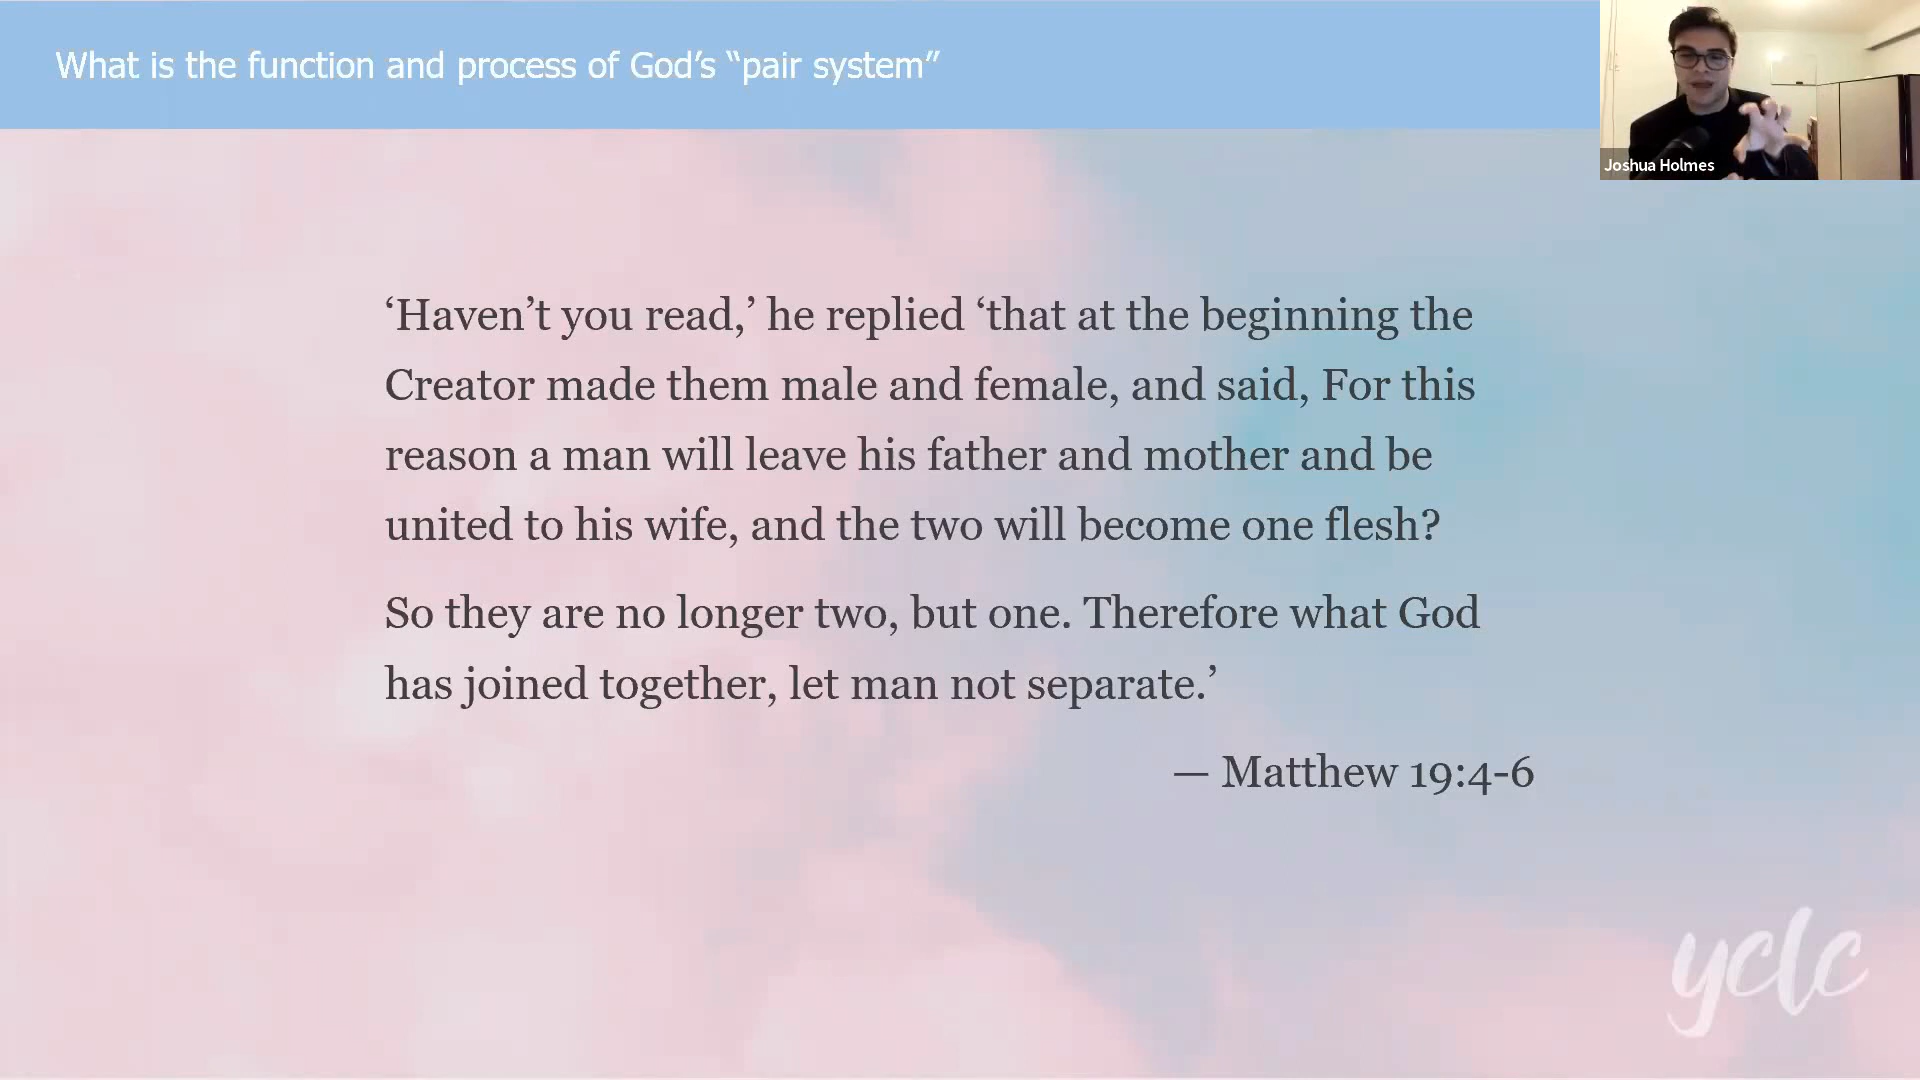 What is the function and process of God’s “pair system”
Joshua Holmes
‘Haven’t you read,’ he replied ‘that at the beginning the
Creator made them male and female, and said, For this
reason a man will leave his father and mother and be
united to his wife, and the two will become one flesh?
So they are no longer two, but one. Therefore what God
has joined together, let man not separate.’
— Matthew 19:4-6
yclc